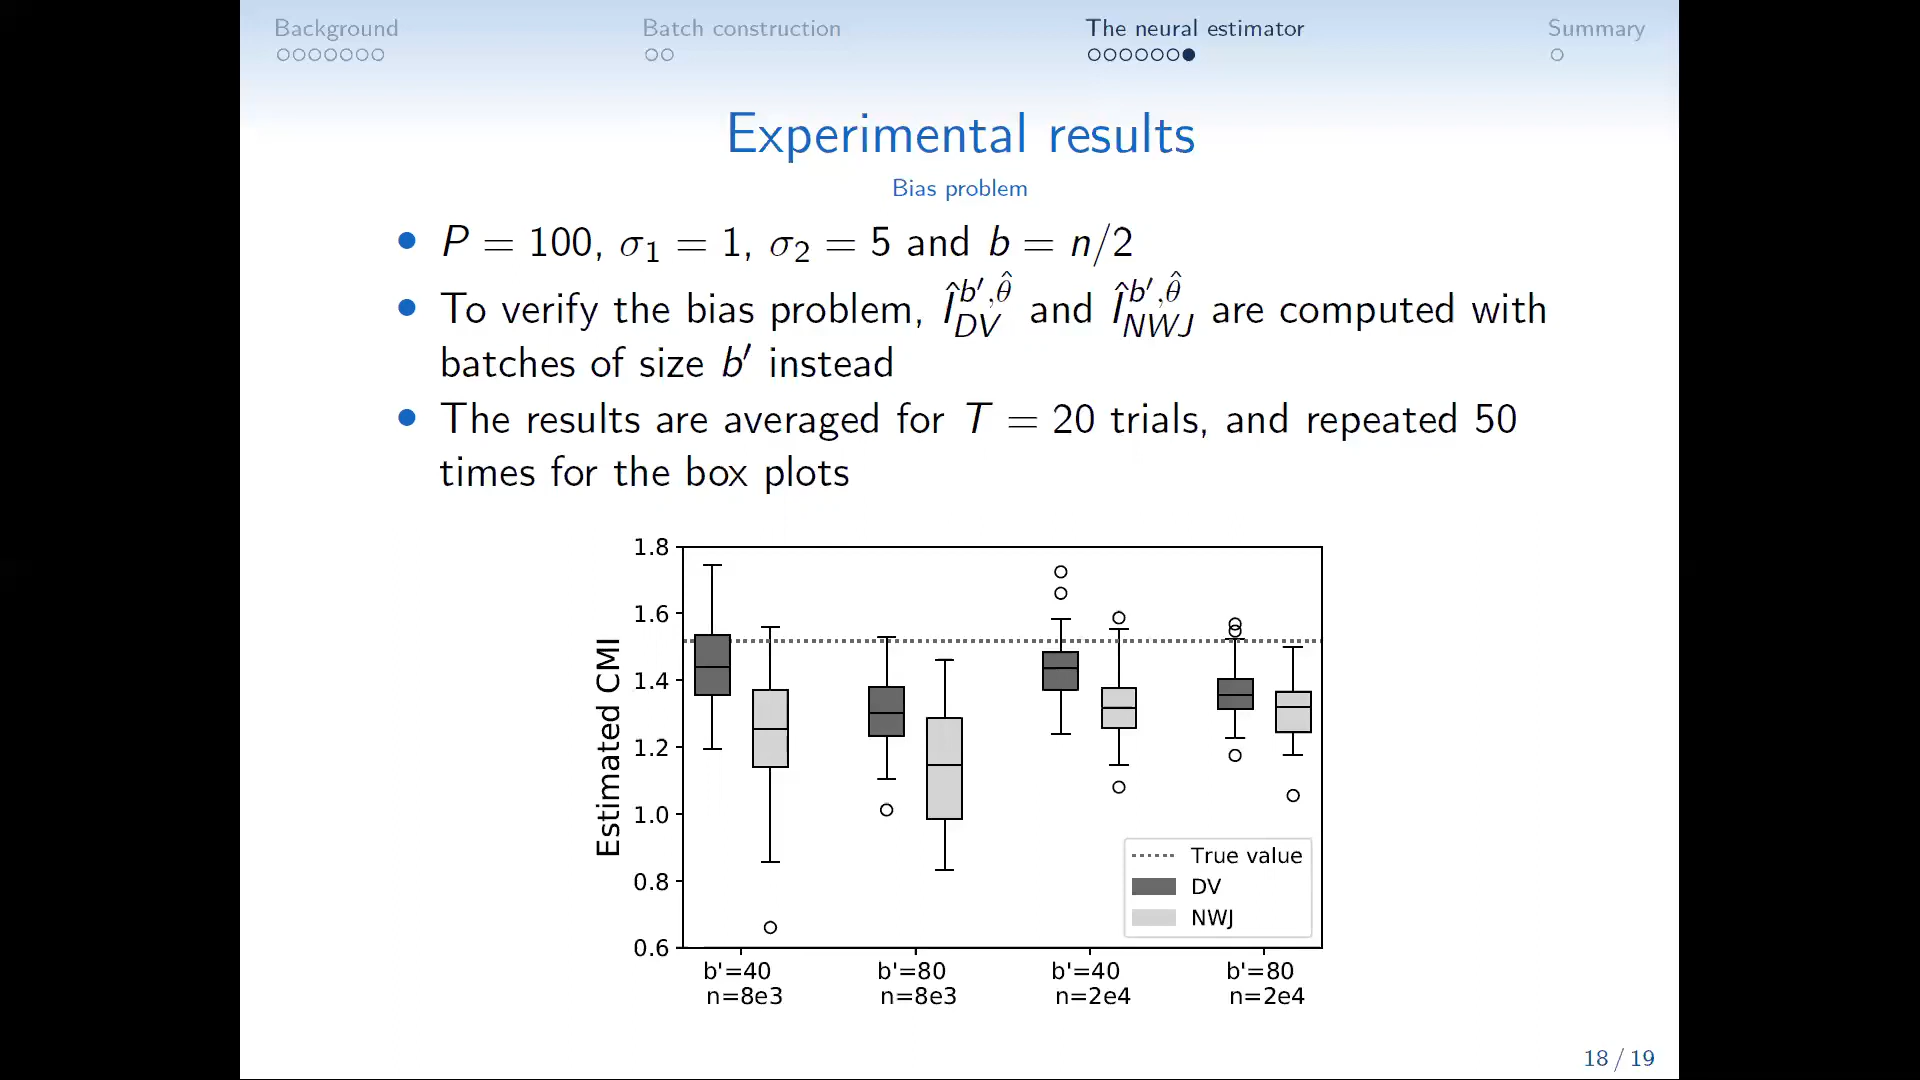 Background Batch construction The neural estimator Summary
Experimental results
Bias problem
• P = 100, σ₁ = 1, σ₂ = 5 and b = n/2
• To verify the bias problem, Î_{DV}^{b′,θ̂} and Î_{NWJ}^{b′,θ̂} are computed with
batches of size b′ instead
• The results are averaged for T = 20 trials, and repeated 50
times for the box plots
Estimated CMI
1.8
1.6
1.4
1.2
1.0
0.8
0.6
True value
DV
NWJ
b'=40 b'=80 b'=40 b'=80
n=8e3 n=8e3 n=2e4 n=2e4
18 / 19